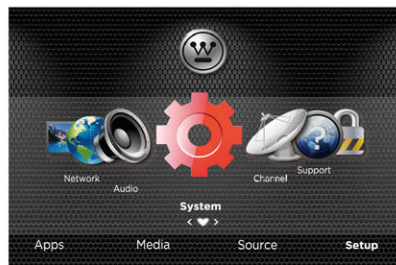 Network
Audio
Channel
Support
System
Apps
Media
Source
Setup